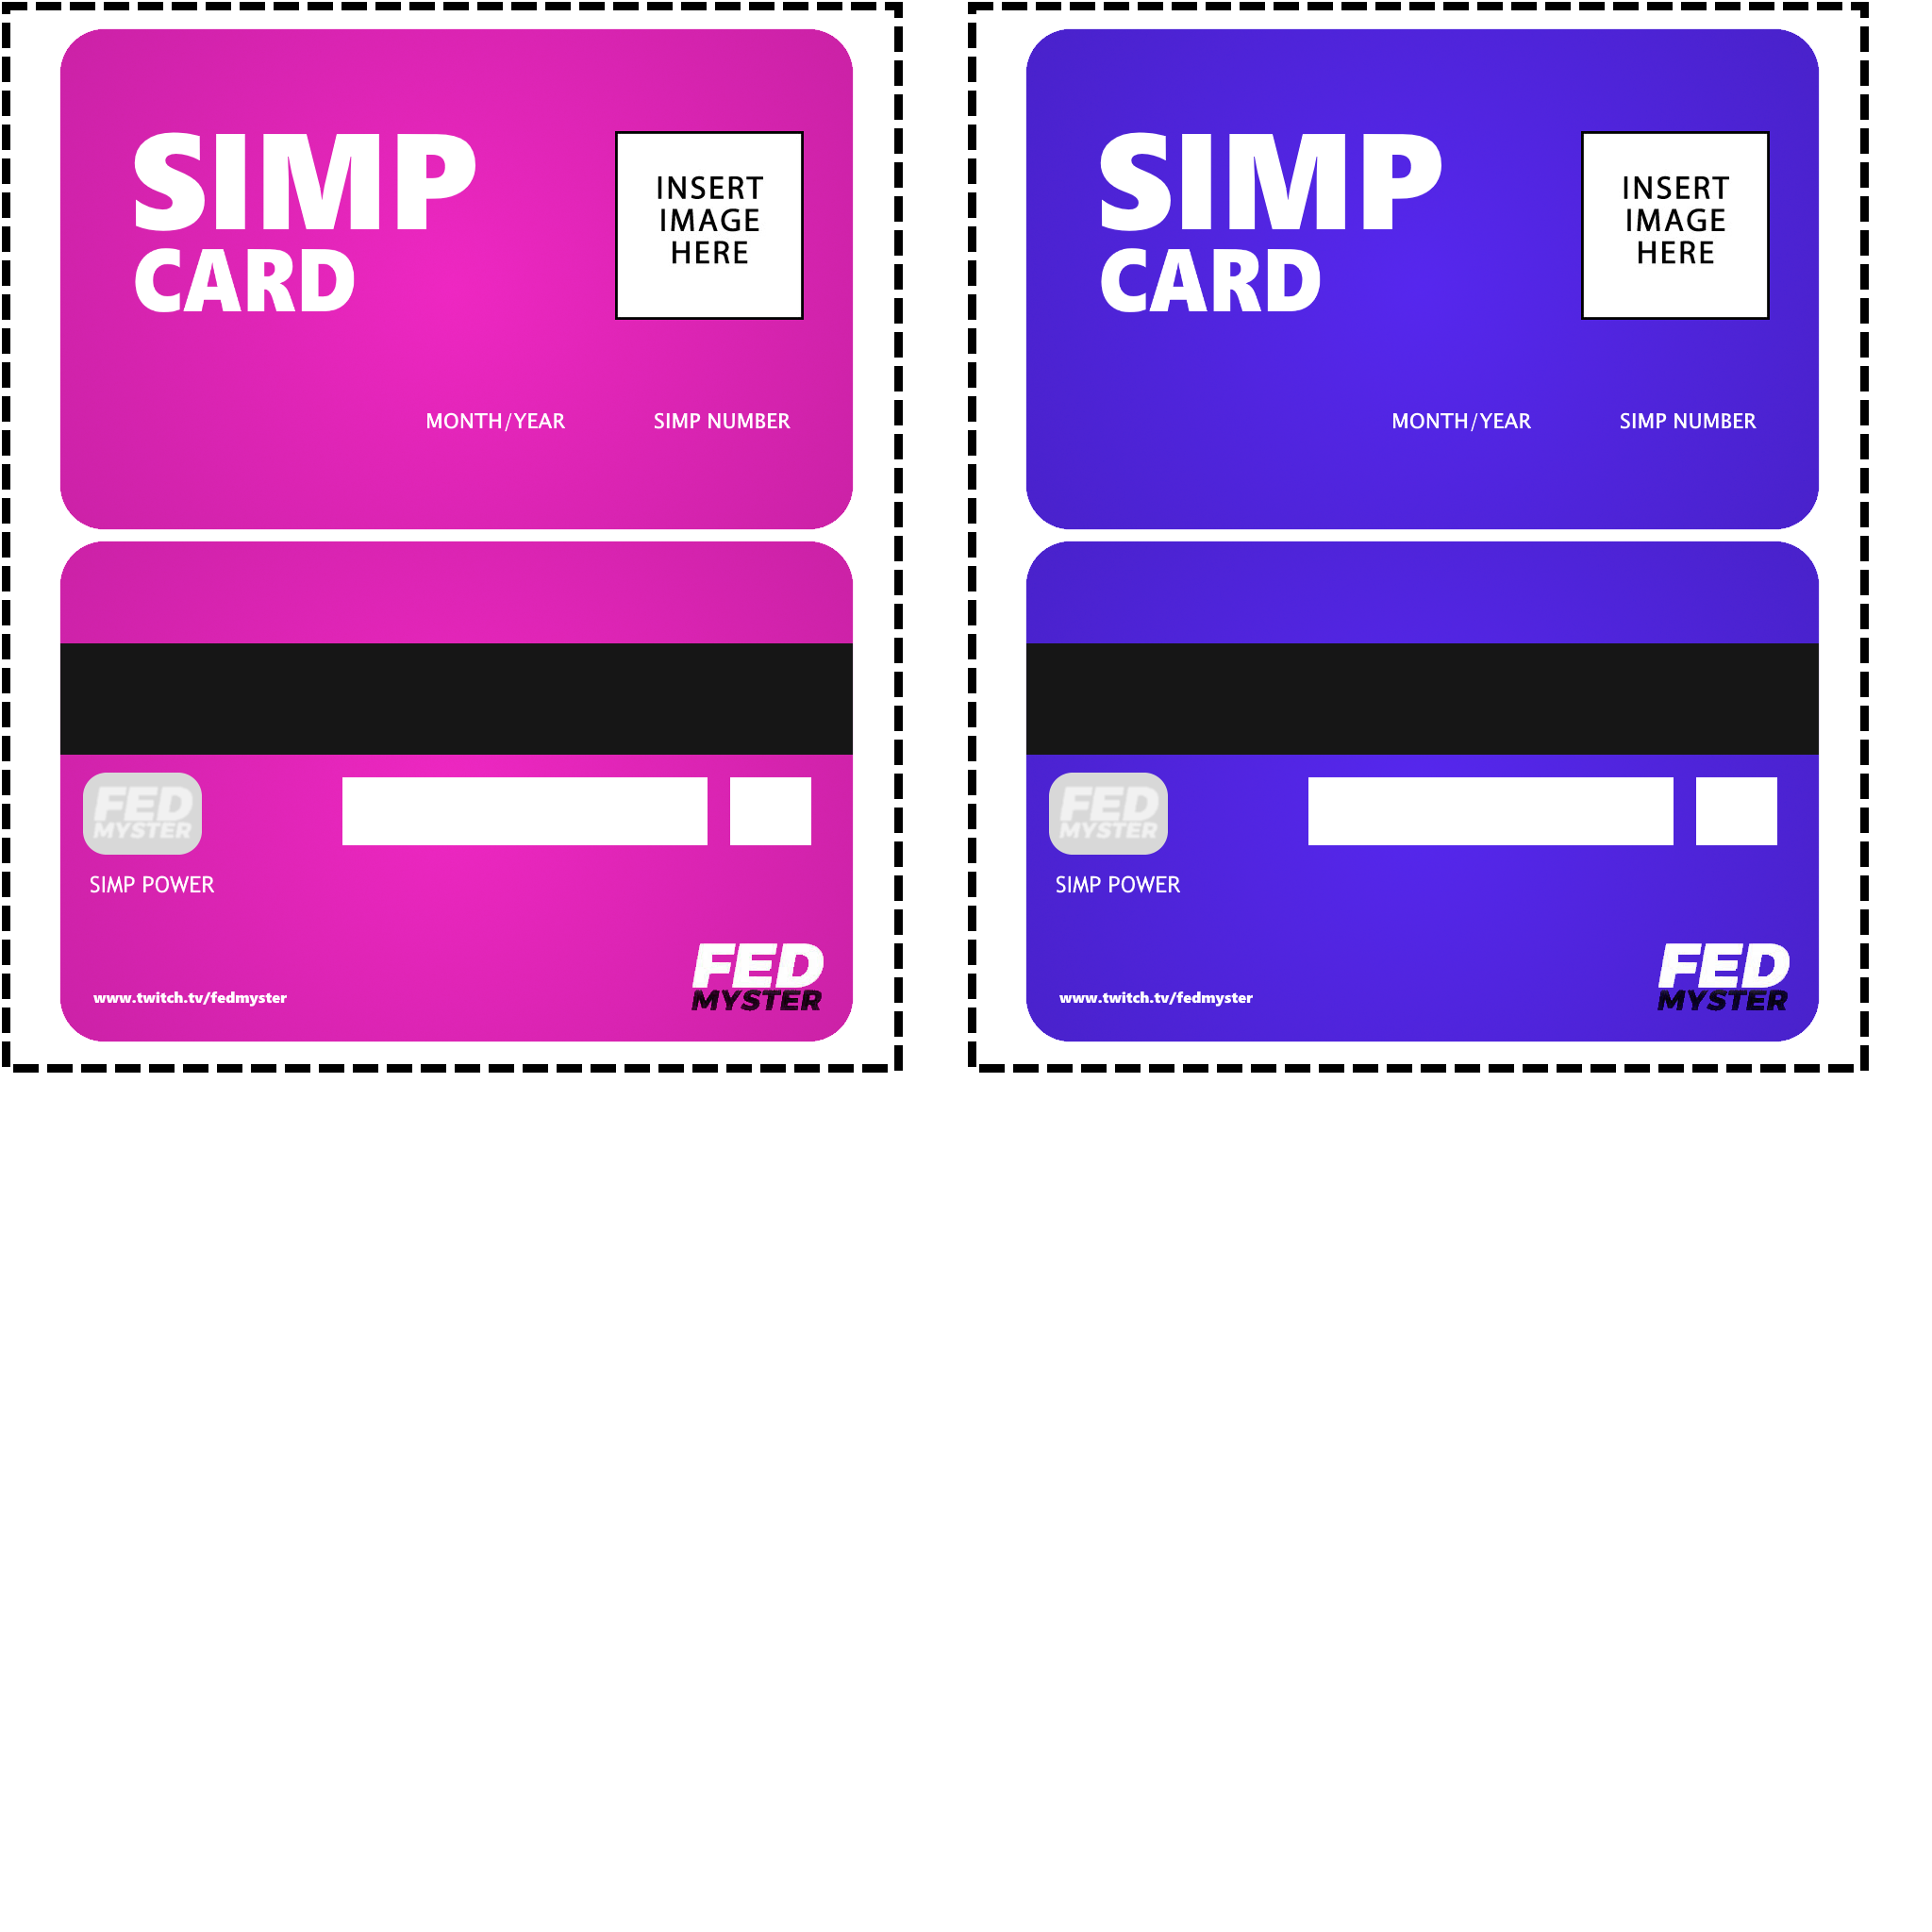 SIMP
CARD
INSERT
IMAGE
HERE
MONTH/YEAR
SIMP NUMBER
FED
MYSTER
SIMP POWER
www.twitch.tv/fedmyster
FED
MYSTER
SIMP
CARD
INSERT
IMAGE
HERE
MONTH/YEAR
SIMP NUMBER
FED
MYSTER
SIMP POWER
www.twitch.tv/fedmyster
FED
MYSTER